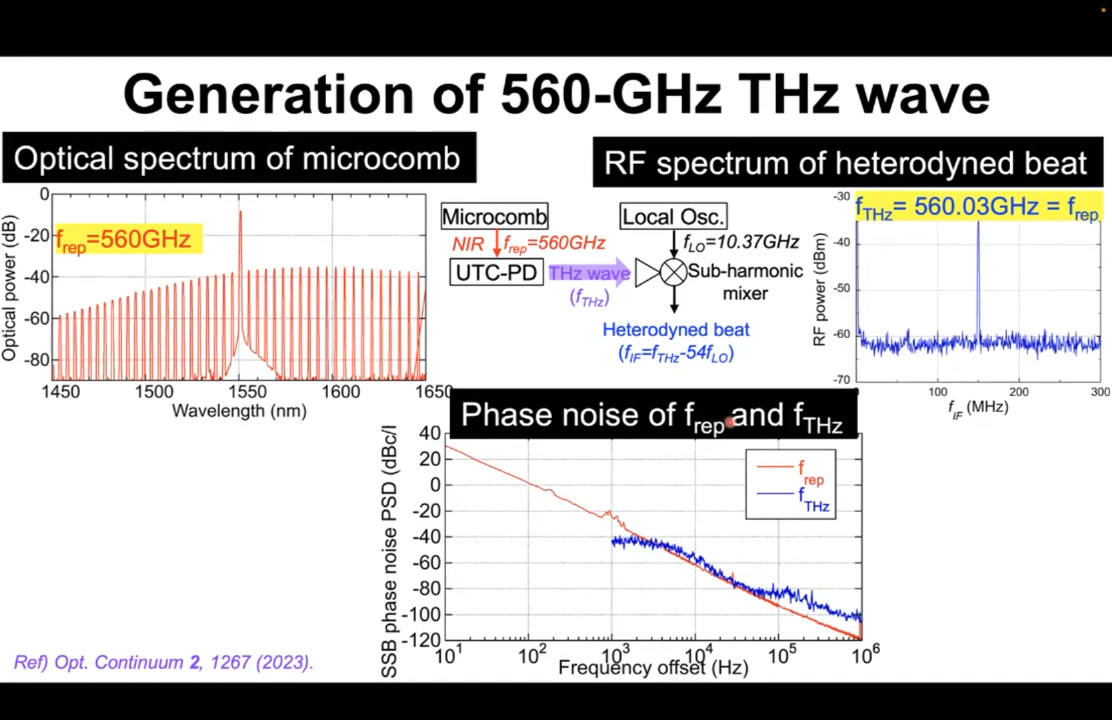 Generation of 560-GHz THz wave
Optical spectrum of microcomb
Optical power (dB)
0
-20
-40
-60
-80
f_rep=560GHz
1450
1500
1550
1600
1650
Wavelength (nm)
RF spectrum of heterodyned beat
Microcomb
NIR f_rep=560GHz
UTC-PD
THz wave
(f_THz)
Local Osc.
f_LO=10.37GHz
Sub-harmonic
mixer
Heterodyned beat
(f_IF=f_THz-54f_LO)
f_THz= 560.03GHz = f_rep
RF power (dBm)
-30
-40
-50
-60
-70
100
200
300
f_IF (MHz)
Phase noise of f_rep and f_THz
SSB phase noise PSD (dBc/
40
20
0
-20
-40
-60
-80
-100
-120
f_rep
f_THz
10^1
10^2
10^3
10^4
10^5
10^6
Frequency offset (Hz)
Ref) Opt. Continuum 2, 1267 (2023).